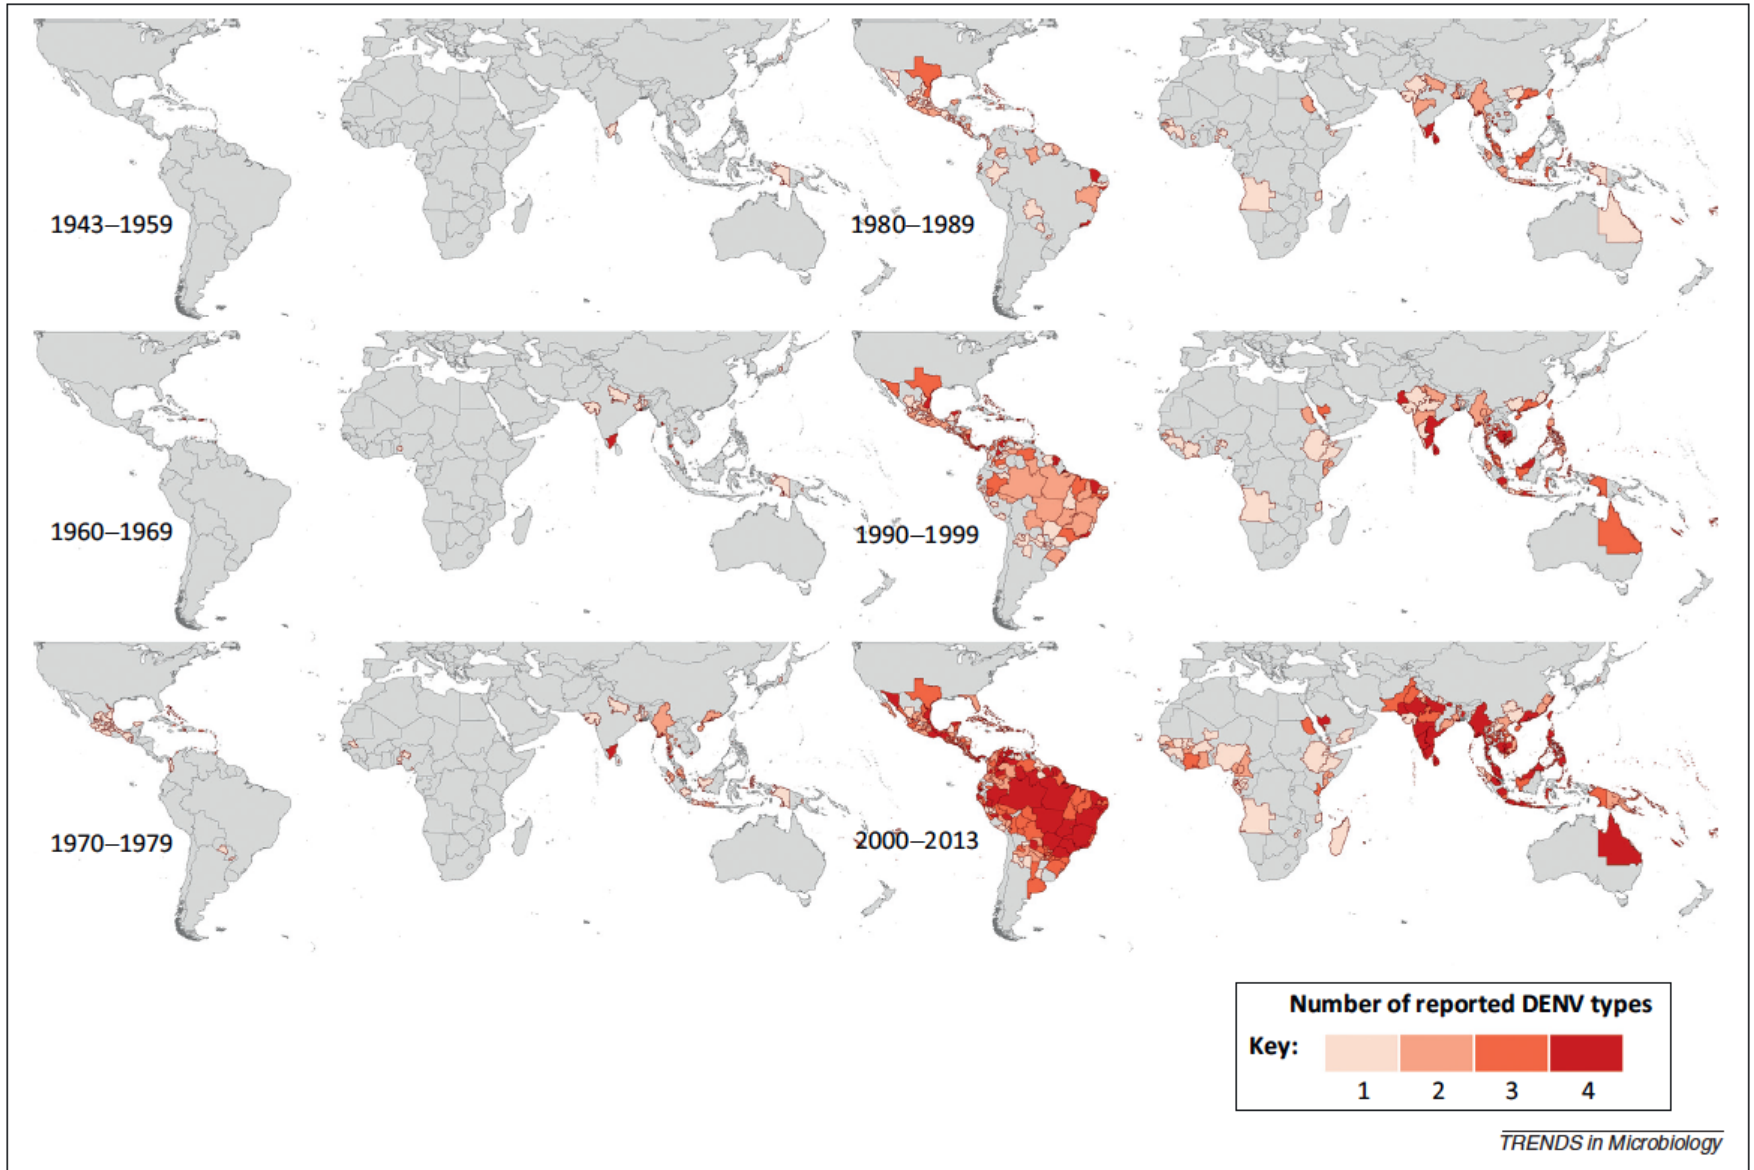 1943–1959
1980–1989
1960–1969
1990–1999
1970–1979
2000–2013
Number of reported DENV types
Key:
1 2 3 4
TRENDS in Microbiology